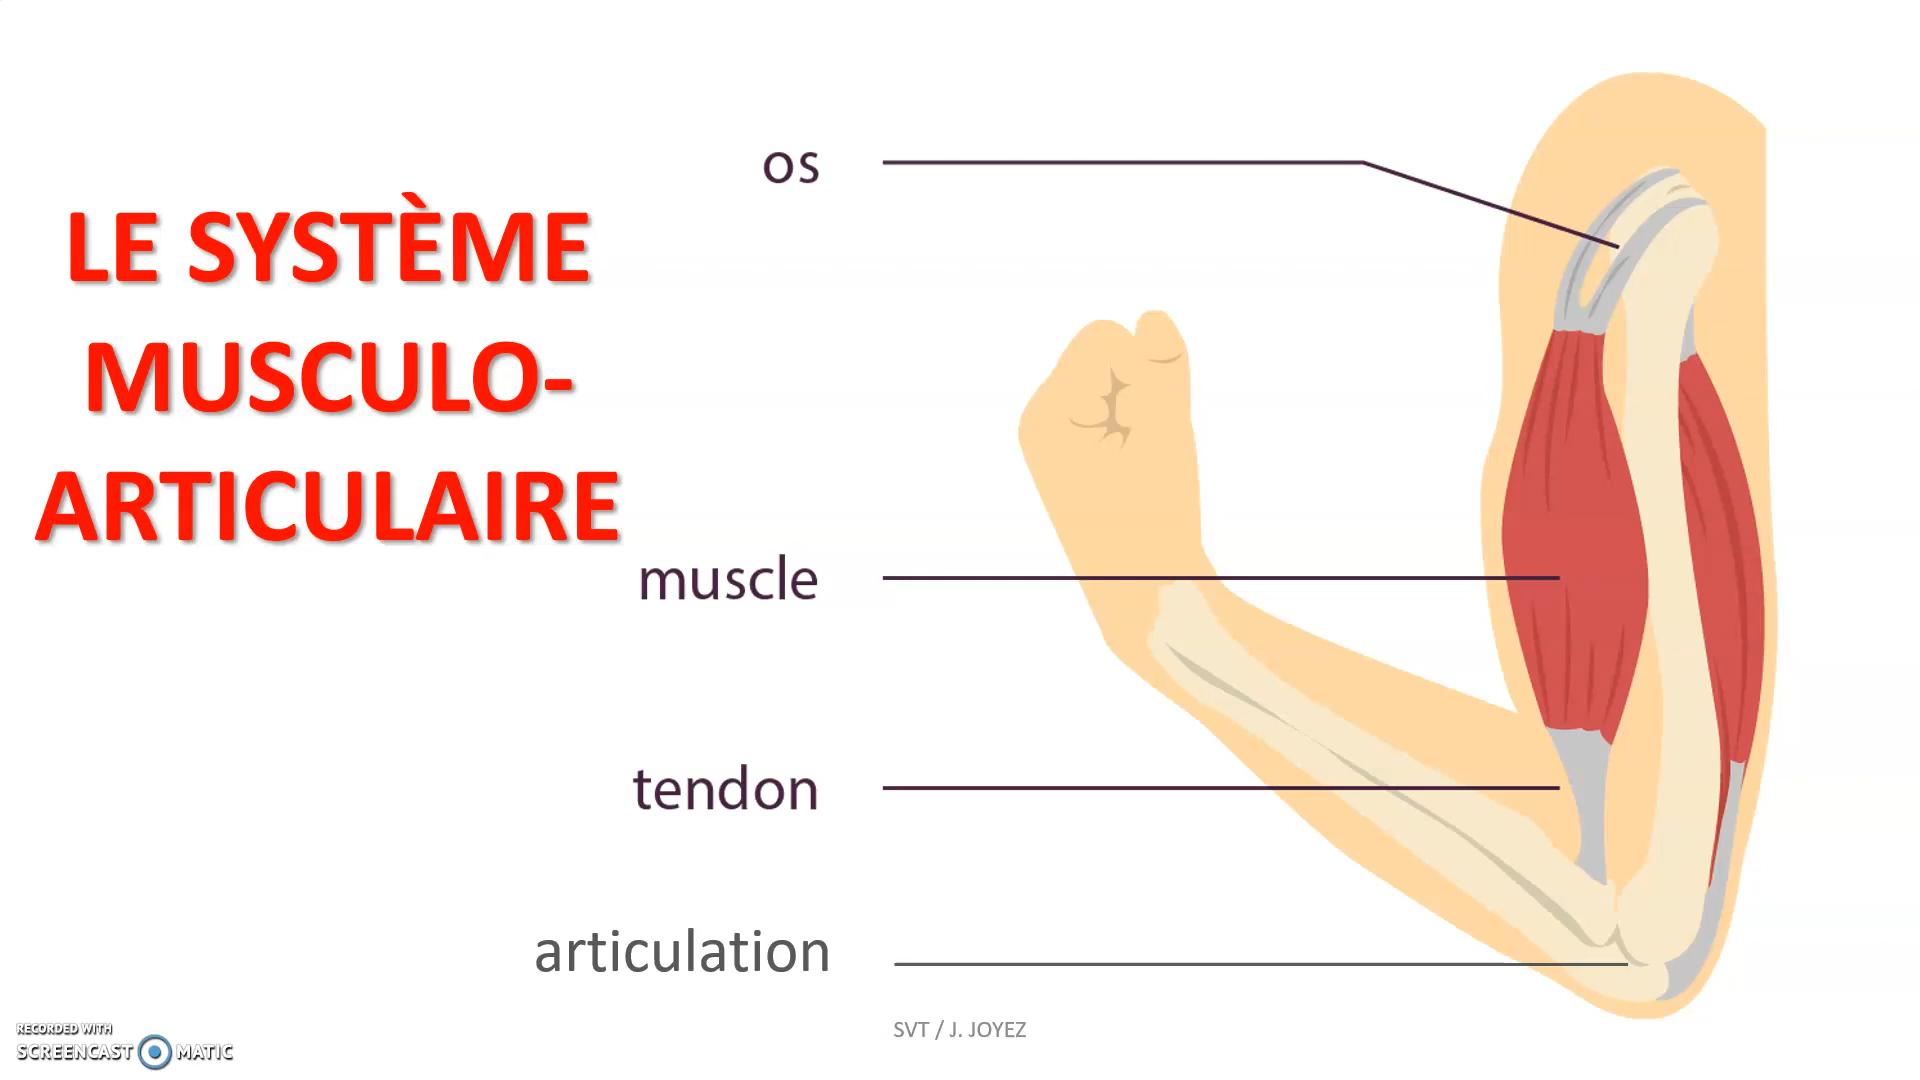 os
LE SYSTÈME
MUSCULO-
ARTICULAIRE
muscle
tendon
articulation
SVT / J. JOYEZ
RECORDED WITH
SCREENCAST MATIC